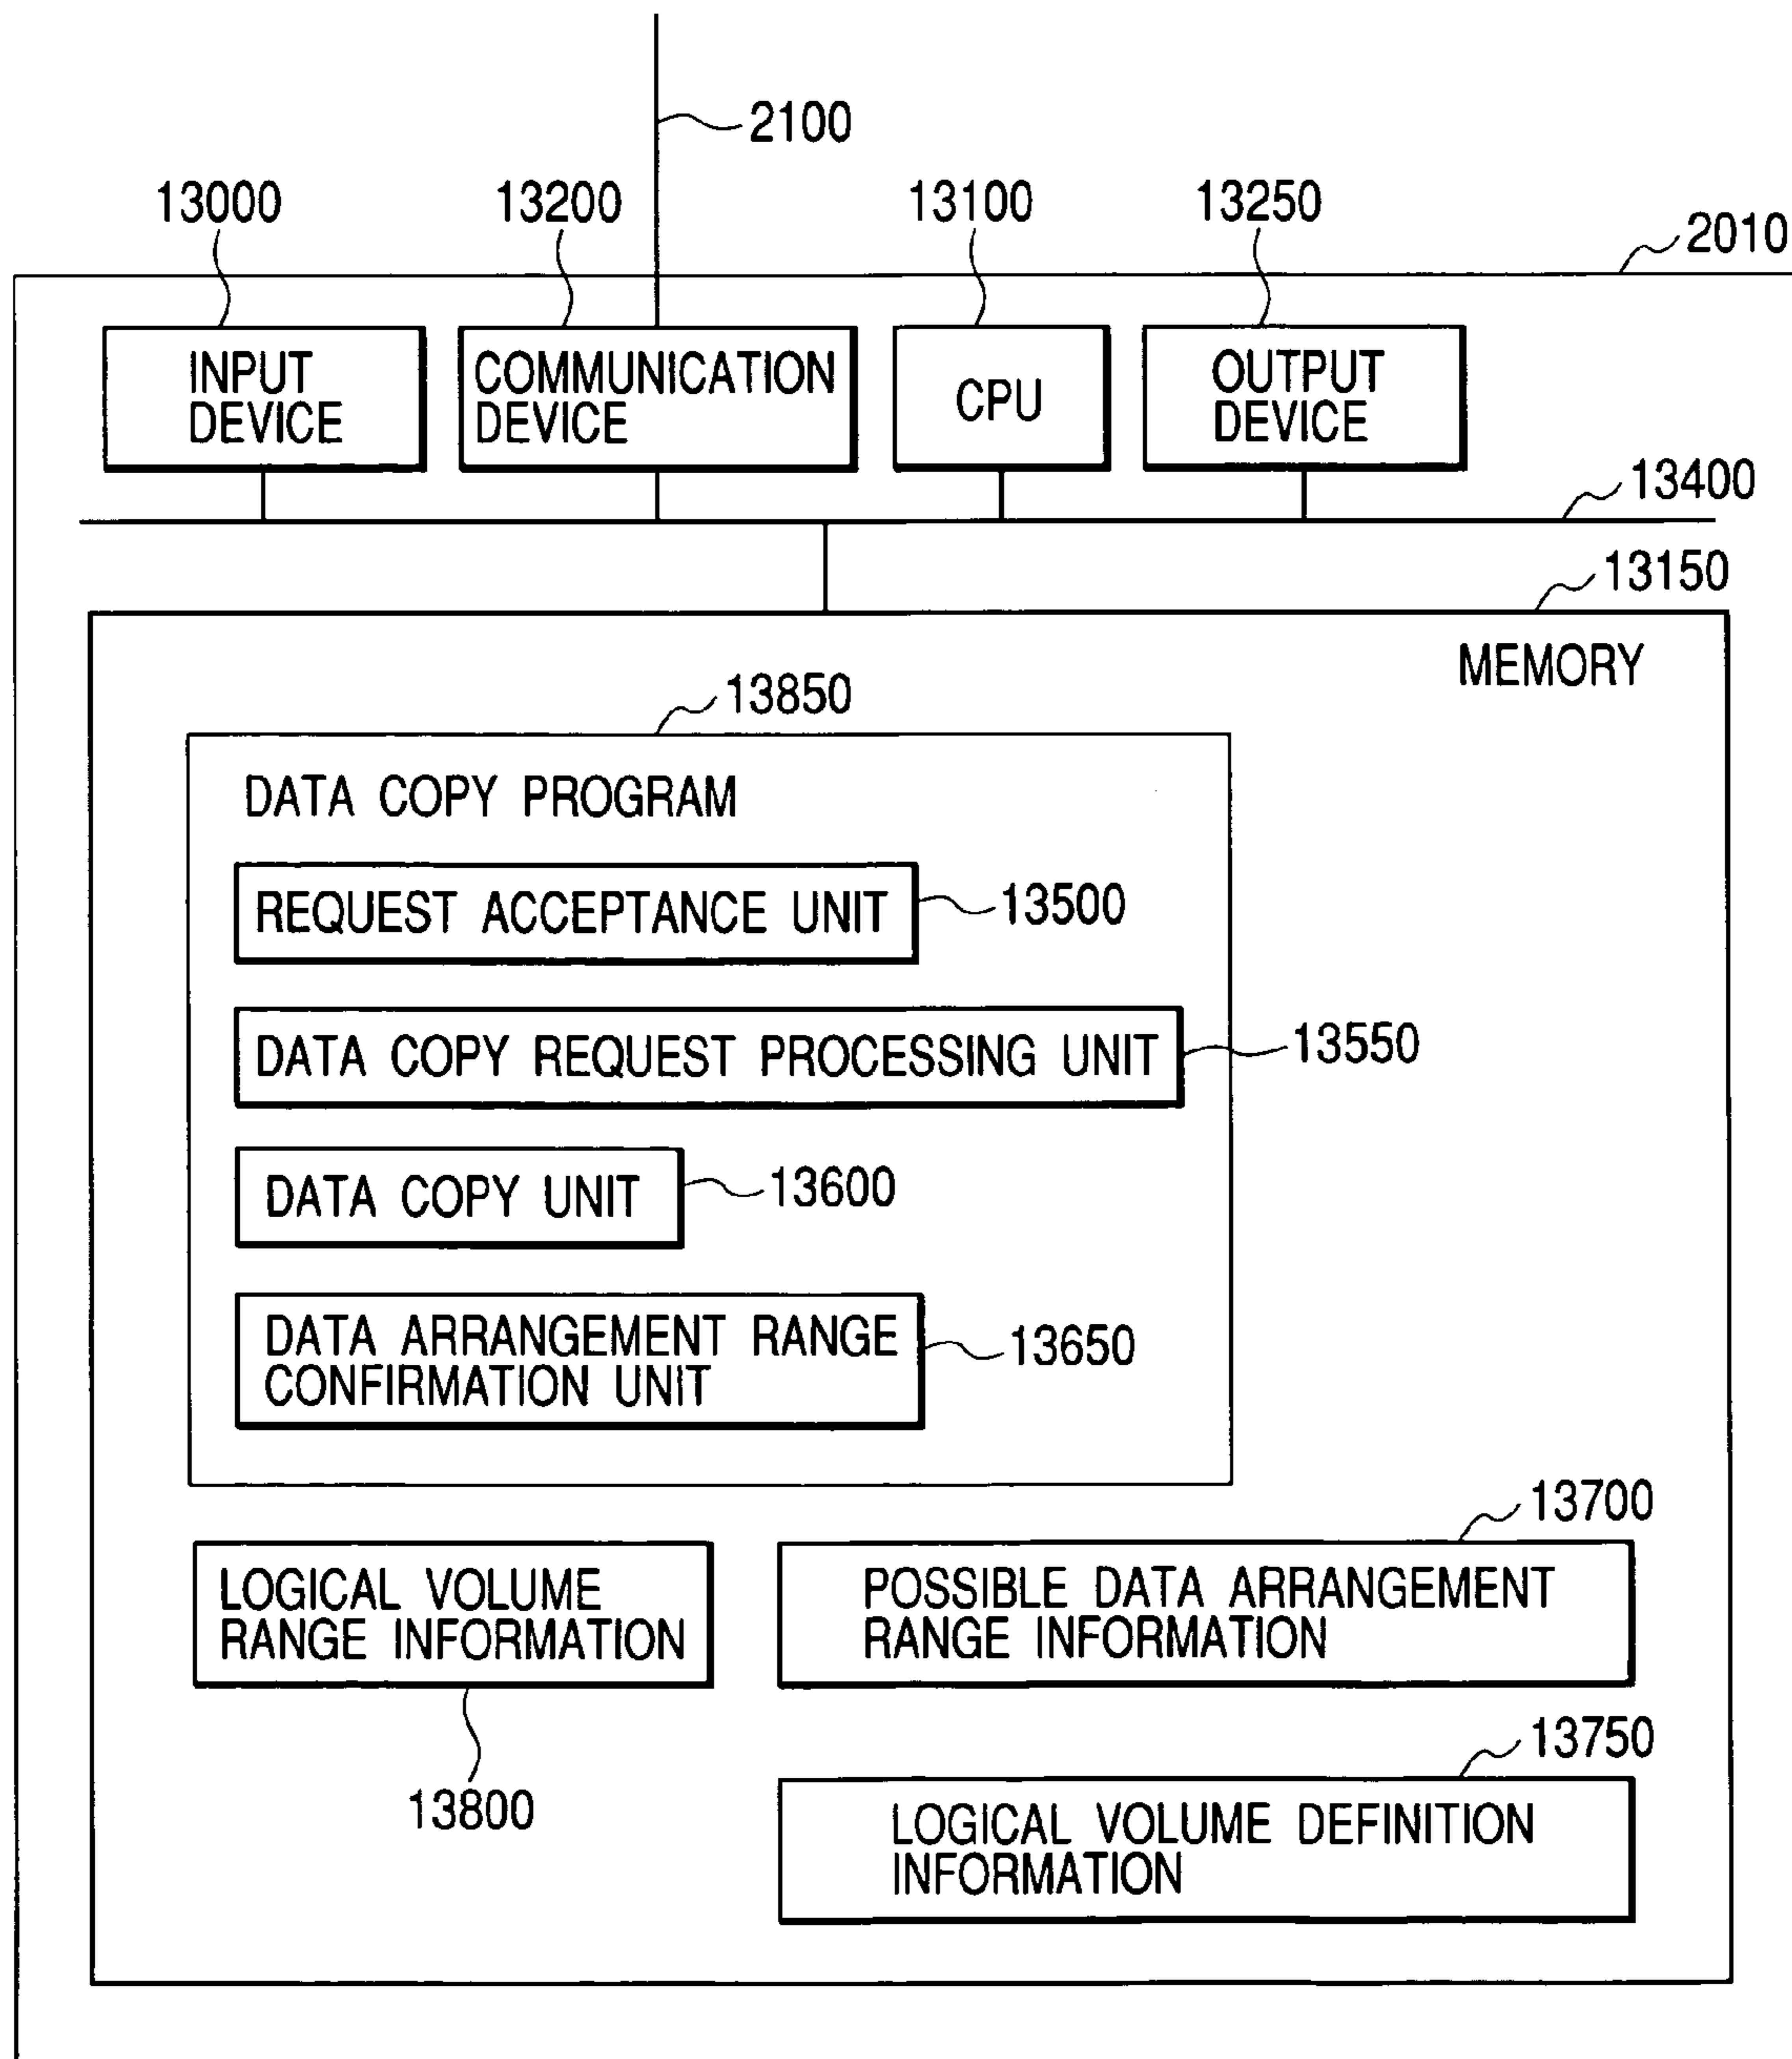 2100
13000
13200
13100
13250
2010
INPUT
DEVICE
COMMUNICATION
DEVICE
CPU
OUTPUT
DEVICE
13400
13150
MEMORY
13850
DATA COPY PROGRAM
REQUEST ACCEPTANCE UNIT
13500
DATA COPY REQUEST PROCESSING UNIT
13550
DATA COPY UNIT
13600
DATA ARRANGEMENT RANGE
CONFIRMATION UNIT
13650
13700
LOGICAL VOLUME
RANGE INFORMATION
POSSIBLE DATA ARRANGEMENT
RANGE INFORMATION
13800
13750
LOGICAL VOLUME DEFINITION
INFORMATION